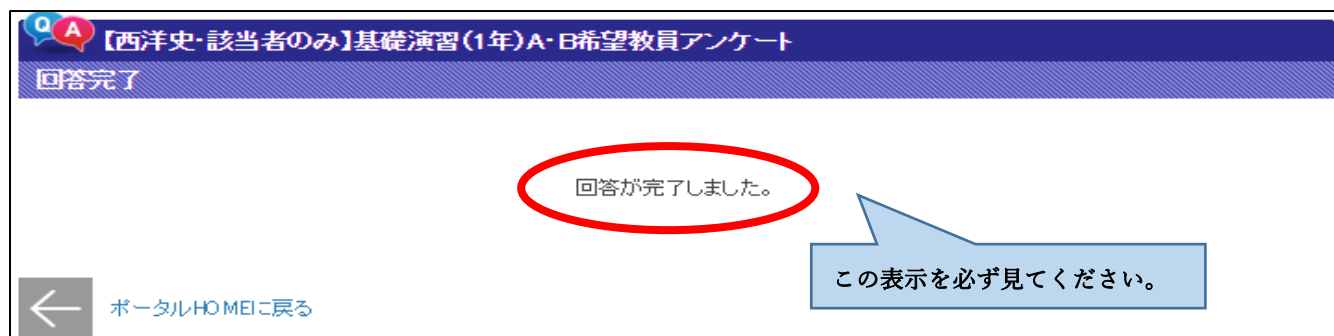 Q A
【西洋史・該当者のみ】基礎演習(1年)A・B希望教員アンケート
回答完了
回答が完了しました。
この表示を必ず見てください。
ポータルHOMEに戻る